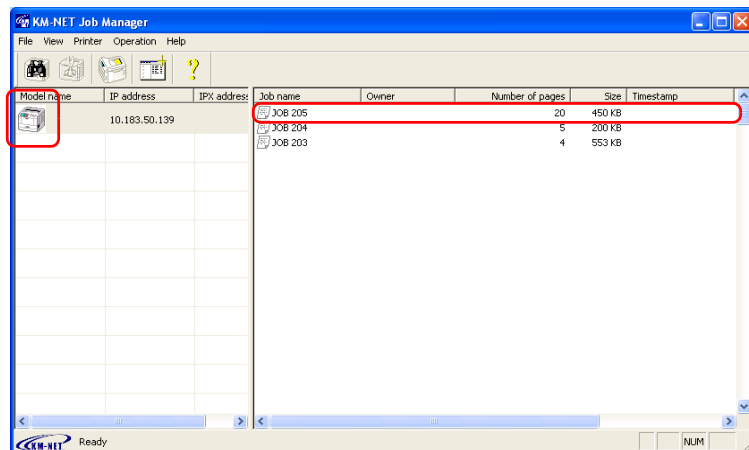 KM-NET Job Manager
File View Printer Operation Help
Model name IP address IPX address Job name Owner Number of pages Size Timestamp
10.183.50.139
JOB 205 20 450 KB
JOB 204 5 200 KB
JOB 203 4 553 KB
KM-NET Ready NUM